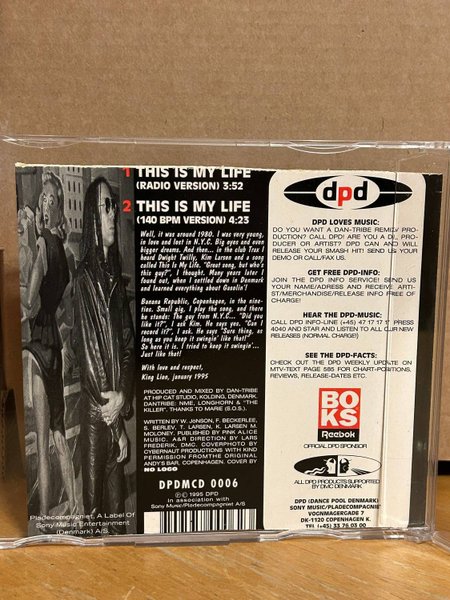 1 THIS IS MY LIFE
(RADIO VERSION) 3:52
2 THIS IS MY LIFE
(140 BPM VERSION) 4:23
Well, it was around 1980. I was very young,
in love and lost in N.Y.C. Big eyes and even
bigger dreams. And then... in the club Trax I
heard Dwight Twilly, Kim Larsen and a song
called This Is My Life. "Great song, but who's
this guy?", I thought. Many years later I
found out, when I settled down in Denmark
and learned everything about Gasolin'!
Banana Republic, Copenhagen, in the nine-
ties. Small gig, I play the song, and there
he stands: The guy from N.Y.C... "Did you
like it?", I ask Kim. He says yes. "Can I
record it?", I ask. He says "Sure thing, as
long as you keep it swingin' like that!"
So here it is. I tried to keep it swingin'...
Just like that!
With love and respect,
King Lion, january 1995
PRODUCED AND MIXED BY DAN-TRIBE
AT HIP CAT STUDIO, KOLDING, DENMARK.
DANTRIBE: NME, LONGHORN & "THE
KILLER". THANKS TO MARIE (S.O.S.).
WRITTEN BY W. JöNSON, F. BECKERLEE,
S. BERLEV, T. LARSEN, K. LARSEN M.
MOLONEY. PUBLISHED BY PINK ALICE
MUSIC. A&R DIRECTION BY LARS
FREDERIK, DMC. COVERPHOTO BY
CYBERNAUT PRODUCTIONS WITH KIND
PERMISSION FROMTHE ORIGINAL
ANDY'S BAR, COPENHAGEN. COVER BY
NO LOGO
DPDMCD 0006
℗© 1995 DPD
in association with
Sony Music/Pladecompagniet A/S
Pladecompagniet, A Label Of
Sony Music Entertainment
(Denmark) A/S.
dpd
DPD LOVES MUSIC:
DO YOU WANT A DAN-TRIBE REMIX/ PRO-
DUCTION? CALL DPD! ARE YOU A DJ, PRO-
DUCER OR ARTIST? DPD CAN AND WILL
RELEASE YOUR SMASH HIT! SEND US YOUR
DEMO OR CALL/FAX US.
GET FREE DPD-INFO:
JOIN THE DPD INFO SERVICE! SEND US
YOUR NAME/ADRESS AND RECEIVE ARTI-
ST/MERCHANDISE/RELEASE INFO FREE OF
CHARGE!
HEAR THE DPD-MUSIC:
CALL DPD INFO-LINE (+45) 47 17 17 PRESS
4040 AND STAR AND LISTEN TO ALL OUR NEW
RELEASES (NORMAL CHARGE)!
SEE THE DPD-FACTS:
CHECK OUT THE DPD WEEKLY UPDATE ON
MTV-TEXT PAGE 585 FOR CHART-POSITIONS,
REVIEWS, RELEASE-DATES ETC.
BO
KS
Reebok
OFFICIAL DPD SPONSOR
ALL DPD PRODUCTS SUPPORTED
BY DMC DENMARK
DPD (DANCE POOL DENMARK)
SONY MUSIC/PLADECOMPAGNIET
VOGNMAGERGADE 7
DK-1120 COPENHAGEN K.
TEL (+45) 33 76 03 00